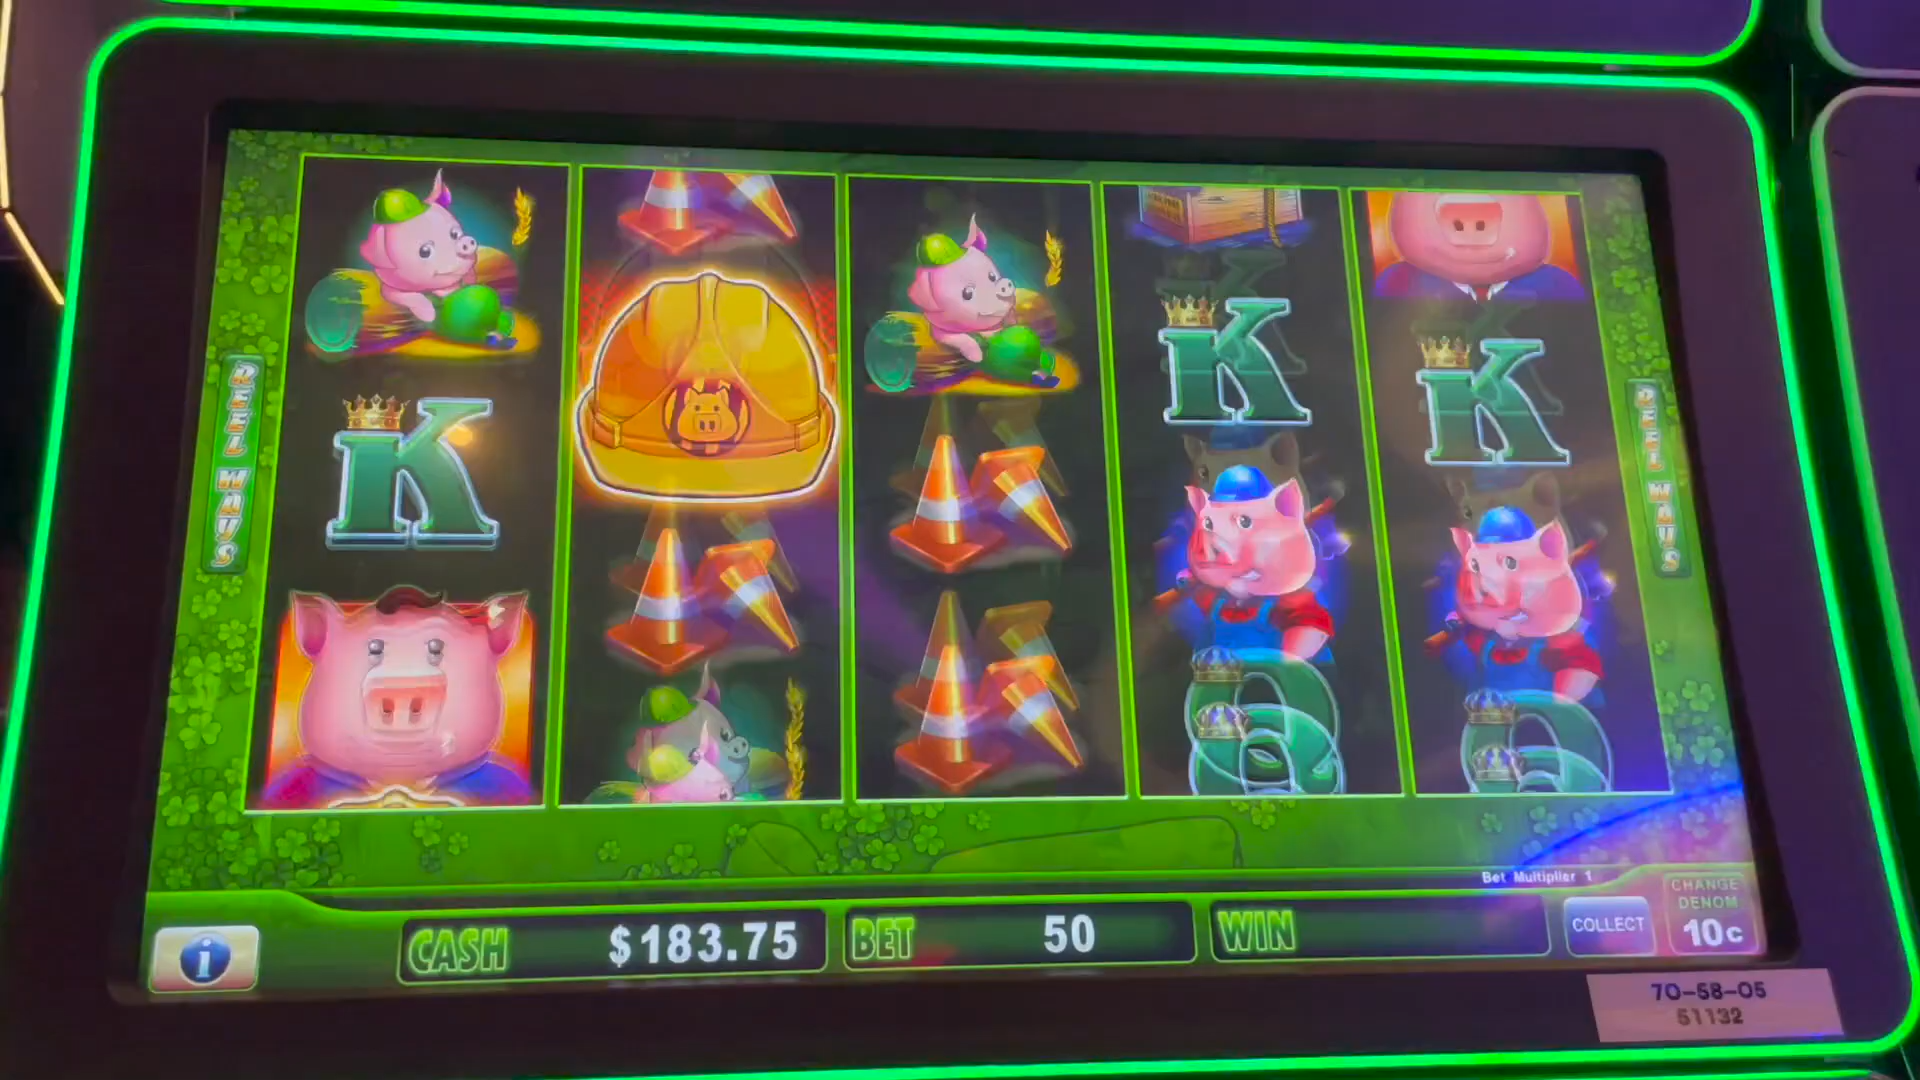 REEL WAYS
REEL WAYS
K
K
K
Q
Q
Bet Multiplier 1
CASH $183.75
BET 50
WIN
COLLECT
CHANGE
DENOM
10c
70-58-05
51132